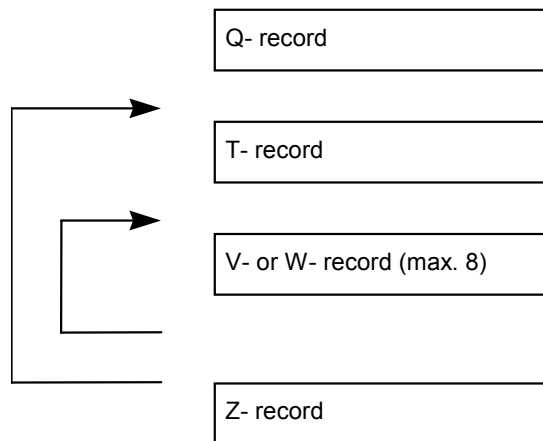 Q- record
T- record
V- or W- record (max. 8)
Z- record